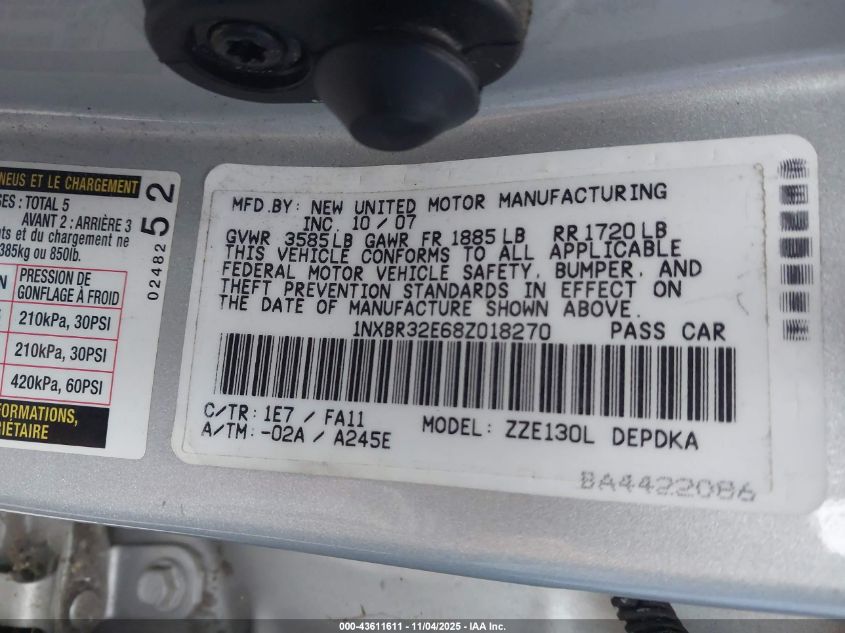 NEUS ET LE CHARGEMENT
SES: TOTAL 5
AVANT 2: ARRIÈRE 3
nts et du chargement ne
385kg ou 850lb.
PRESSION DE
GONFLAGE À FROID
210kPa, 30PSI
210kPa, 30PSI
420kPa, 60PSI
FORMATIONS,
RIÉTAIRE
02482 52
MFD.BY: NEW UNITED MOTOR MANUFACTURING
INC 10/07
GVWR 3585LB GAWR FR 1885LB RR1720LB
THIS VEHICLE CONFORMS TO ALL APPLICABLE
FEDERAL MOTOR VEHICLE SAFETY, BUMPER, AND
THEFT PREVENTION STANDARDS IN EFFECT ON
THE DATE OF MANUFACTURE SHOWN ABOVE.
1NXBR32E68Z018270 PASS CAR
C/TR: 1E7 / FA11
A/TM: -02A / A245E
MODEL: ZZE130L DEPDKA
BA4422086
000-43611611 - 11/04/2025 - IAA Inc.